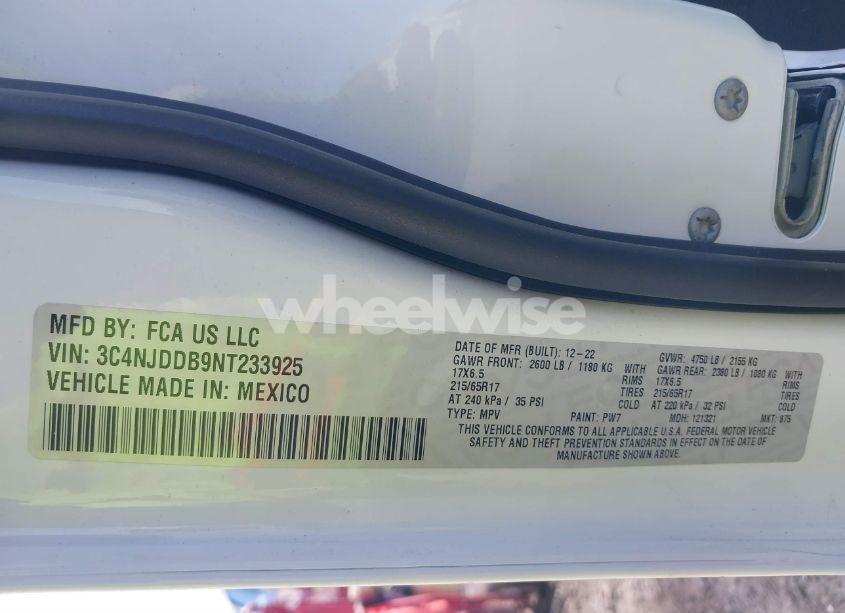 wheelwise
MFD BY: FCA US LLC
VIN: 3C4NJDDB9NT233925
VEHICLE MADE IN: MEXICO
DATE OF MFR (BUILT): 12-22 GVWR: 4750 LB / 2155 KG
GAWR FRONT: 2600 LB / 1180 KG WITH GAWR REAR: 2380 LB / 1080 KG WITH
17X6.5 RIMS 17X6.5 RIMS
215/65R17 TIRES 215/65R17 TIRES
AT 240 kPa / 35 PSI COLD AT 220 kPa / 32 PSI COLD
TYPE: MPV PAINT: PW7 MDH: 121321 MKT: 875
THIS VEHICLE CONFORMS TO ALL APPLICABLE U.S.A. FEDERAL MOTOR VEHICLE
SAFETY AND THEFT PREVENTION STANDARDS IN EFFECT ON THE DATE OF
MANUFACTURE SHOWN ABOVE.